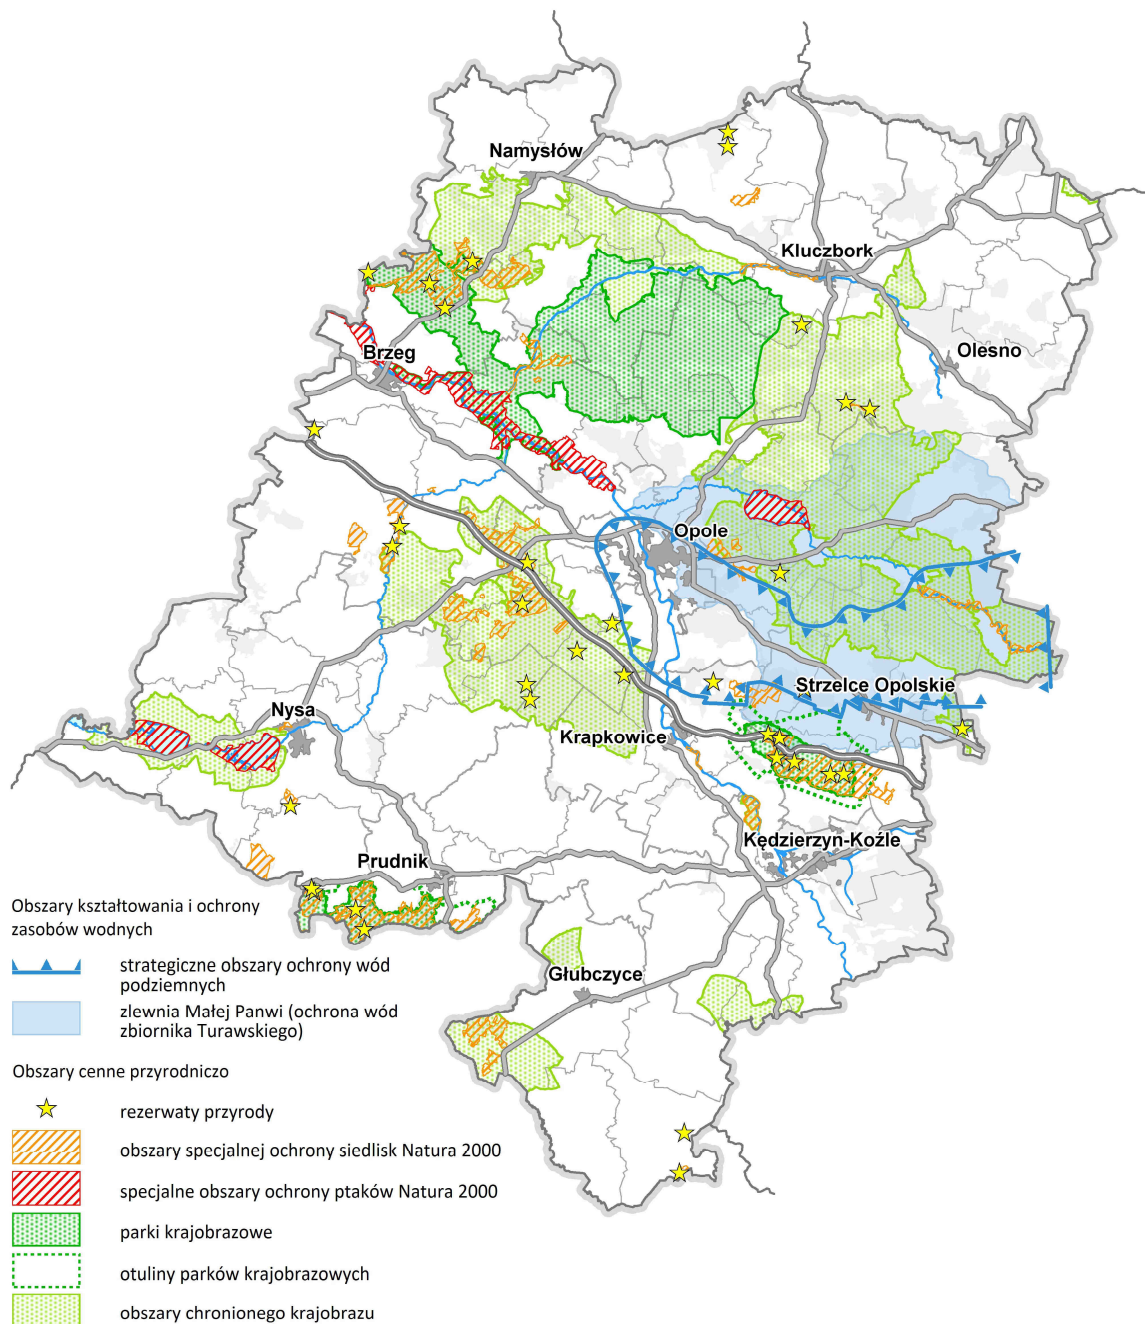 Namysłów
Kluczbork
Olesno
Brzeg
Opole
Strzelce Opolskie
Nysa
Krapkowice
Kędzierzyn-Koźle
Prudnik
Głubczyce
Obszary kształtowania i ochrony
zasobów wodnych
strategiczne obszary ochrony wód
podziemnych
zlewnia Małej Panwi (ochrona wód
zbiornika Turawskiego)
Obszary cenne przyrodniczo
rezerwaty przyrody
obszary specjalnej ochrony siedlisk Natura 2000
specjalne obszary ochrony ptaków Natura 2000
parki krajobrazowe
otuliny parków krajobrazowych
obszary chronionego krajobrazu